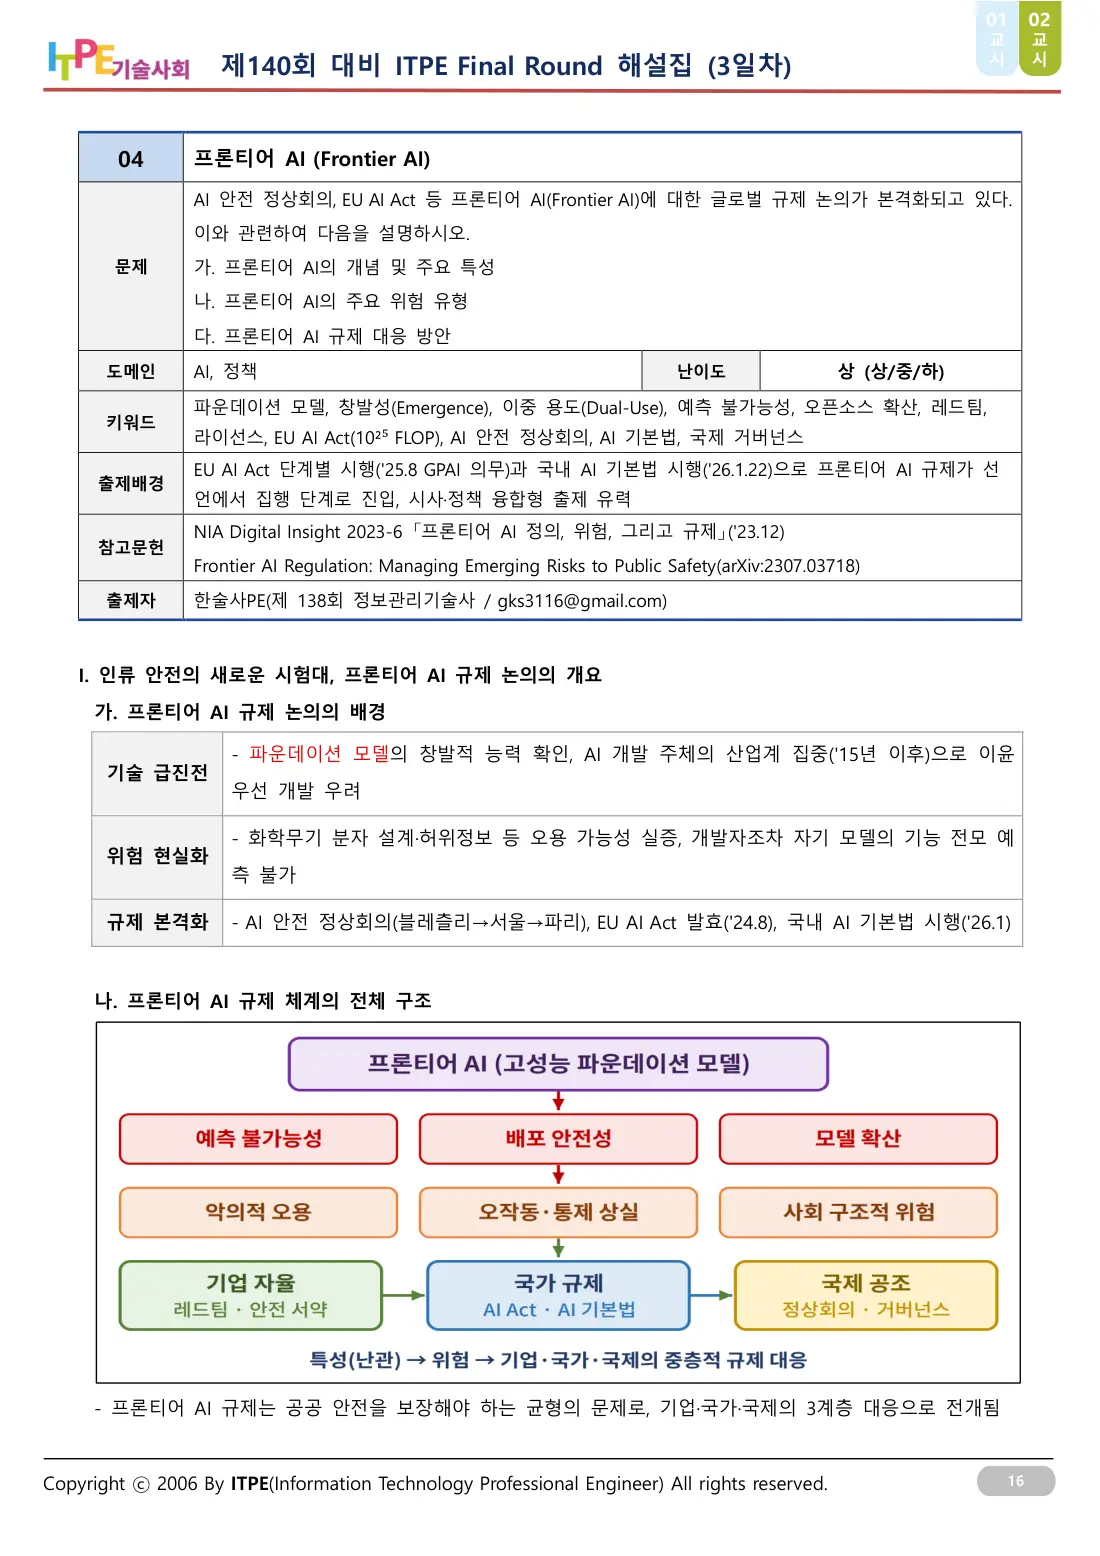 ITPE기술사회 제140회 대비 ITPE Final Round 해설집 (3일차)
01 교 시
02 교 시
04 프론티어 AI (Frontier AI)
문제
AI 안전 정상회의, EU AI Act 등 프론티어 AI(Frontier AI)에 대한 글로벌 규제 논의가 본격화되고 있다.
이와 관련하여 다음을 설명하시오.
가. 프론티어 AI의 개념 및 주요 특성
나. 프론티어 AI의 주요 위험 유형
다. 프론티어 AI 규제 대응 방안
도메인 AI, 정책 난이도 상 (상/중/하)
키워드
파운데이션 모델, 창발성(Emergence), 이중 용도(Dual-Use), 예측 불가능성, 오픈소스 확산, 레드팀,
라이선스, EU AI Act(10²⁵ FLOP), AI 안전 정상회의, AI 기본법, 국제 거버넌스
출제배경
EU AI Act 단계별 시행('25.8 GPAI 의무)과 국내 AI 기본법 시행('26.1.22)으로 프론티어 AI 규제가 선
언에서 집행 단계로 진입, 시사·정책 융합형 출제 유력
참고문헌
NIA Digital Insight 2023-6 「프론티어 AI 정의, 위험, 그리고 규제」('23.12)
Frontier AI Regulation: Managing Emerging Risks to Public Safety(arXiv:2307.03718)
출제자 한술사PE(제 138회 정보관리기술사 / gks3116@gmail.com)
I. 인류 안전의 새로운 시험대, 프론티어 AI 규제 논의의 개요
가. 프론티어 AI 규제 논의의 배경
기술 급진전
- 파운데이션 모델의 창발적 능력 확인, AI 개발 주체의 산업계 집중('15년 이후)으로 이윤
우선 개발 우려
위험 현실화
- 화학무기 분자 설계·허위정보 등 오용 가능성 실증, 개발자조차 자기 모델의 기능 전모 예
측 불가
규제 본격화 - AI 안전 정상회의(블레츨리→서울→파리), EU AI Act 발효('24.8), 국내 AI 기본법 시행('26.1)
나. 프론티어 AI 규제 체계의 전체 구조
프론티어 AI (고성능 파운데이션 모델)
예측 불가능성 배포 안전성 모델 확산
악의적 오용 오작동·통제 상실 사회 구조적 위험
기업 자율 국가 규제 국제 공조
레드팀 · 안전 서약 AI Act · AI 기본법 정상회의 · 거버넌스
특성(난관) → 위험 → 기업·국가·국제의 중층적 규제 대응
- 프론티어 AI 규제는 공공 안전을 보장해야 하는 균형의 문제로, 기업·국가·국제의 3계층 대응으로 전개됨
Copyright ⓒ 2006 By ITPE(Information Technology Professional Engineer) All rights reserved. 16